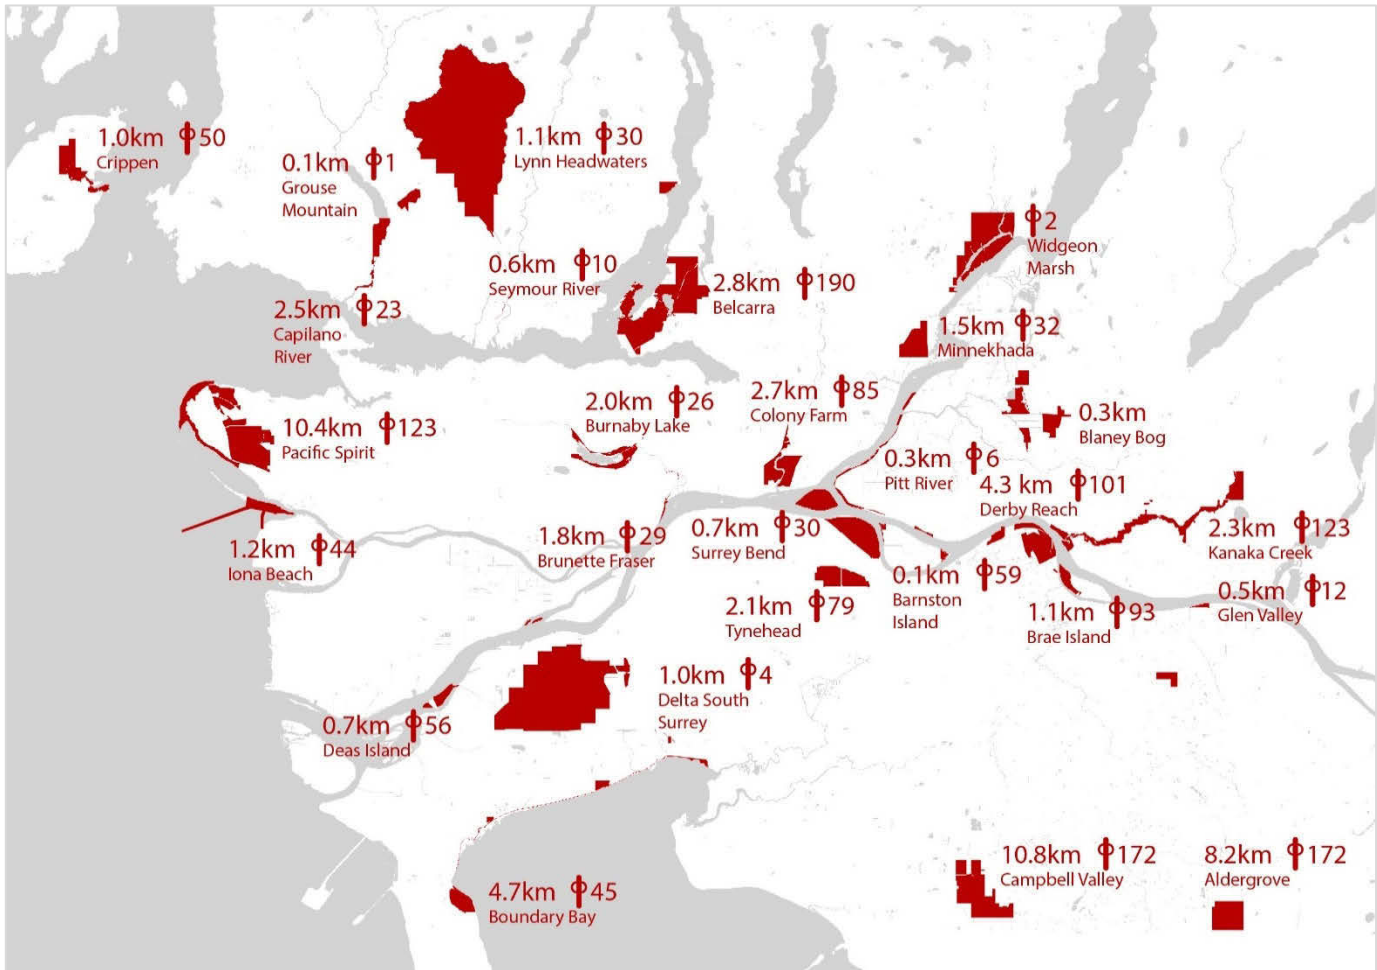 1.0km 50
Crippen
0.1km 1
Grouse
Mountain
1.1km 30
Lynn Headwaters
2
Widgeon
Marsh
0.6km 10
Seymour River
2.8km 190
Belcarra
2.5km 23
Capilano
River
1.5km 32
Minnekhada
10.4km 123
Pacific Spirit
2.0km 26
Burnaby Lake
2.7km 85
Colony Farm
0.3km
Blaney Bog
0.3km 6
Pitt River
4.3 km 101
Derby Reach
1.2km 44
Iona Beach
1.8km 29
Brunette Fraser
0.7km 30
Surrey Bend
2.3km 123
Kanaka Creek
2.1km 79
Tynehead
0.1km 59
Barnston
Island
1.1km 93
Brae Island
0.5km 12
Glen Valley
0.7km 56
Deas Island
1.0km 4
Delta South
Surrey
4.7km 45
Boundary Bay
10.8km 172
Campbell Valley
8.2km 172
Aldergrove